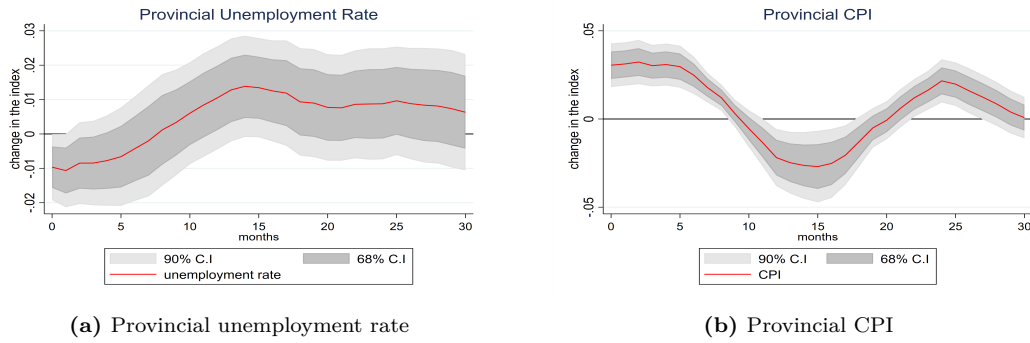 Provincial Unemployment Rate
change in the index
.03
.02
.01
0
-.01
-.02
0 5 10 15 20 25 30
months
90% C.I 68% C.I
unemployment rate
(a) Provincial unemployment rate
Provincial CPI
change in the index
.05
0
-.05
0 5 10 15 20 25 30
months
90% C.I 68% C.I
CPI
(b) Provincial CPI